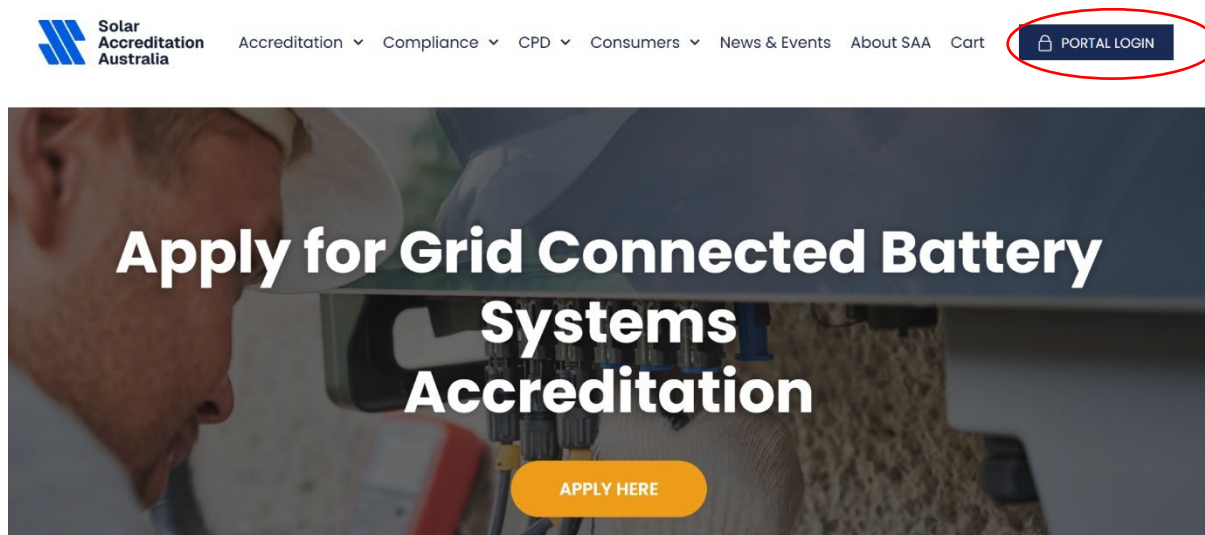 Solar
Accreditation
Australia
Accreditation
Compliance
CPD
Consumers
News & Events
About SAA
Cart
PORTAL LOGIN
Apply for Grid Connected Battery
Systems
Accreditation
APPLY HERE